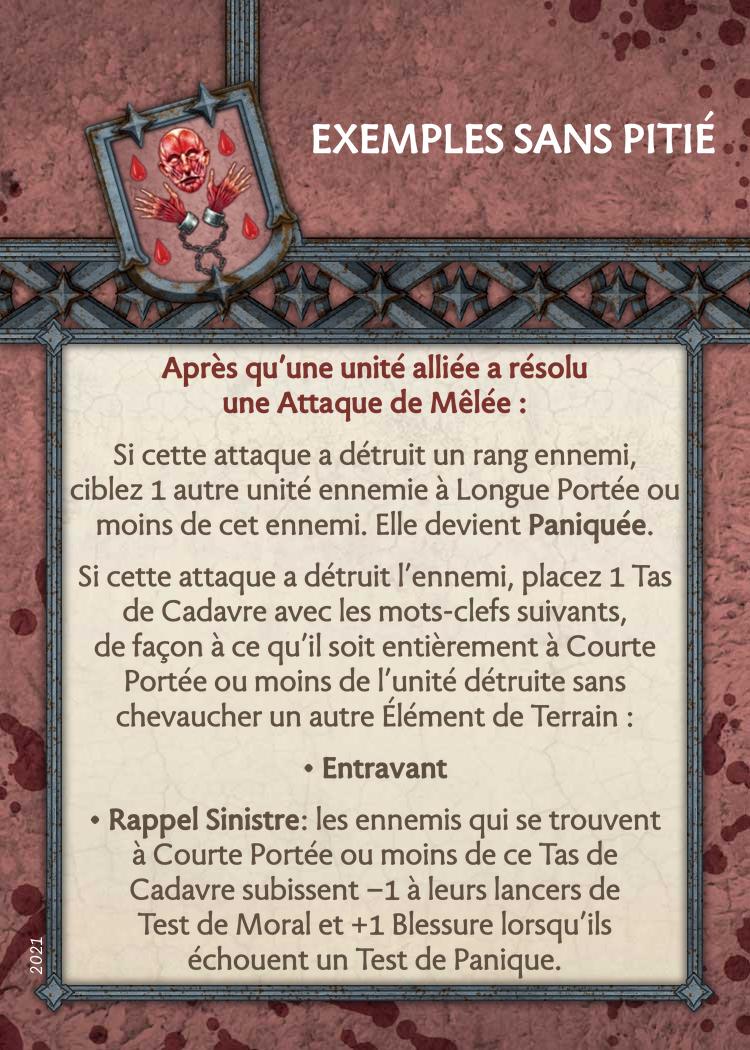 EXEMPLES SANS PITIÉ
Après qu'une unité alliée a résolu
une Attaque de Mêlée :
Si cette attaque a détruit un rang ennemi,
ciblez 1 autre unité ennemie à Longue Portée ou
moins de cet ennemi. Elle devient Paniquée.
Si cette attaque a détruit l'ennemi, placez 1 Tas
de Cadavre avec les mots-clefs suivants,
de façon à ce qu'il soit entièrement à Courte
Portée ou moins de l'unité détruite sans
chevaucher un autre Élément de Terrain :
• Entravant
• Rappel Sinistre: les ennemis qui se trouvent
à Courte Portée ou moins de ce Tas de
Cadavre subissent –1 à leurs lancers de
Test de Moral et +1 Blessure lorsqu'ils
échouent un Test de Panique.
2021